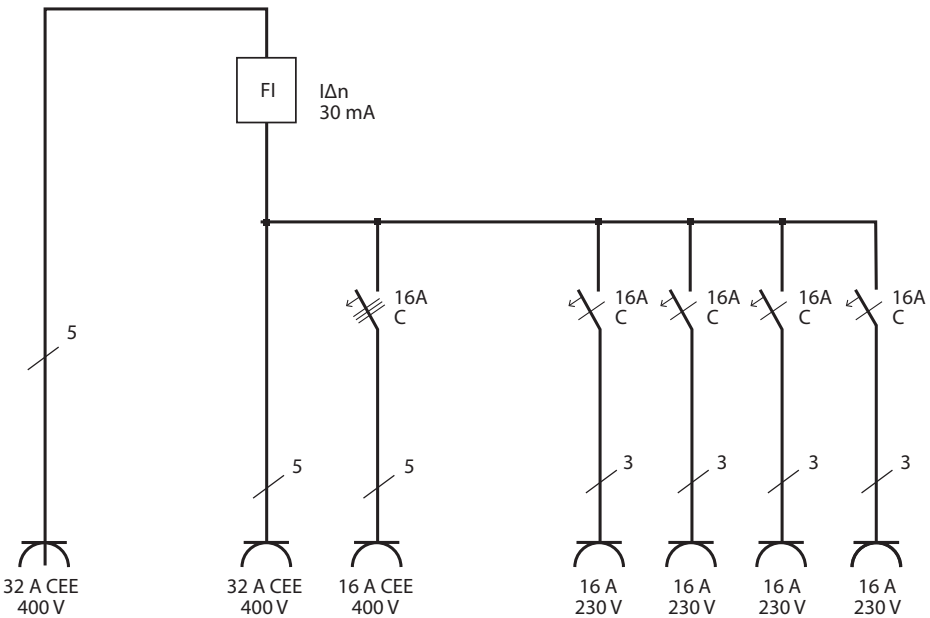 FI
IΔn
30 mA
16A
C
16A
C
16A
C
16A
C
16A
C
5
5
5
3
3
3
3
32 A CEE
400 V
32 A CEE
400 V
16 A CEE
400 V
16 A
230 V
16 A
230 V
16 A
230 V
16 A
230 V